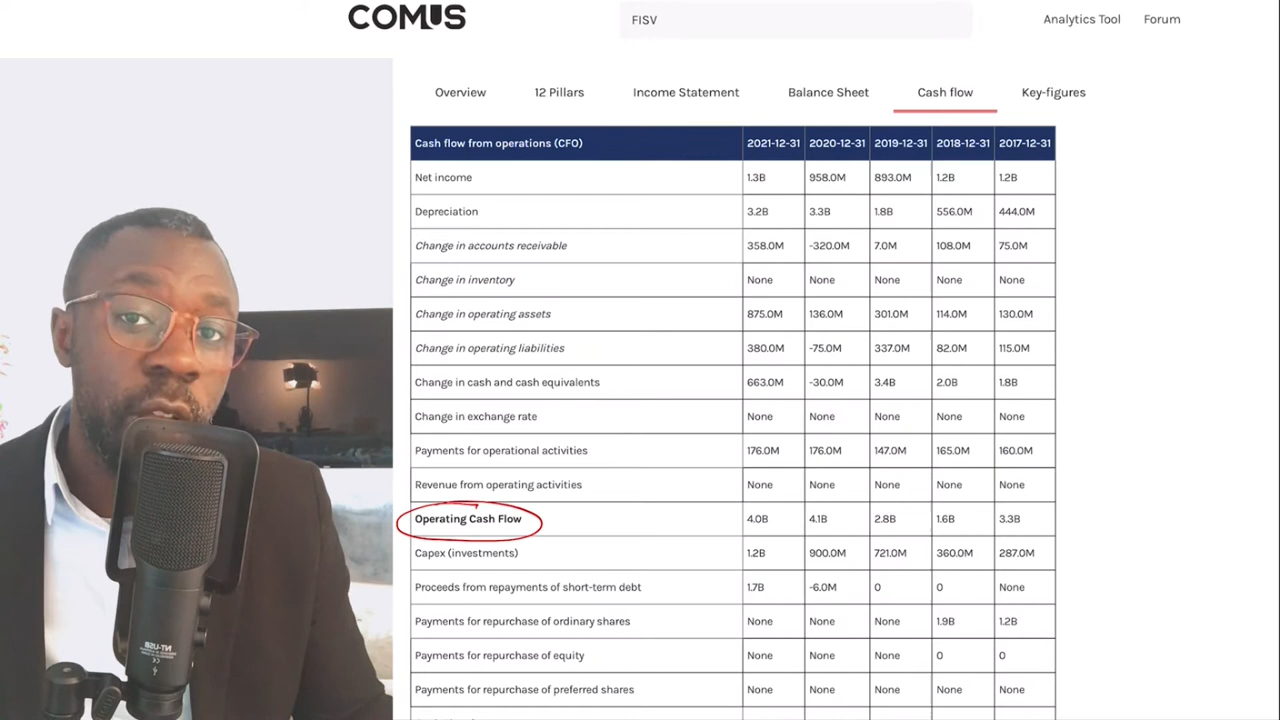 COMUS
FISV
Analytics Tool Forum
Overview 12 Pillars Income Statement Balance Sheet Cash flow Key-figures
Cash flow from operations (CFO) 2021-12-31 2020-12-31 2019-12-31 2018-12-31 2017-12-31
Net income 1.3B 958.0M 893.0M 1.2B 1.2B
Depreciation 3.2B 3.3B 1.8B 556.0M 444.0M
Change in accounts receivable 358.0M -320.0M 7.0M 108.0M 75.0M
Change in inventory None None None None None
Change in operating assets 875.0M 136.0M 301.0M 114.0M 130.0M
Change in operating liabilities 380.0M -75.0M 337.0M 82.0M 115.0M
Change in cash and cash equivalents 663.0M -30.0M 3.4B 2.0B 1.8B
Change in exchange rate None None None None None
Payments for operational activities 176.0M 176.0M 147.0M 165.0M 160.0M
Revenue from operating activities None None None None None
Operating Cash Flow 4.0B 4.1B 2.8B 1.6B 3.3B
Capex (investments) 1.2B 900.0M 721.0M 360.0M 287.0M
Proceeds from repayments of short-term debt 1.7B -6.0M 0 0 None
Payments for repurchase of ordinary shares None None None 1.9B 1.2B
Payments for repurchase of equity None None None 0 0
Payments for repurchase of preferred shares None None None None None
NT-USB